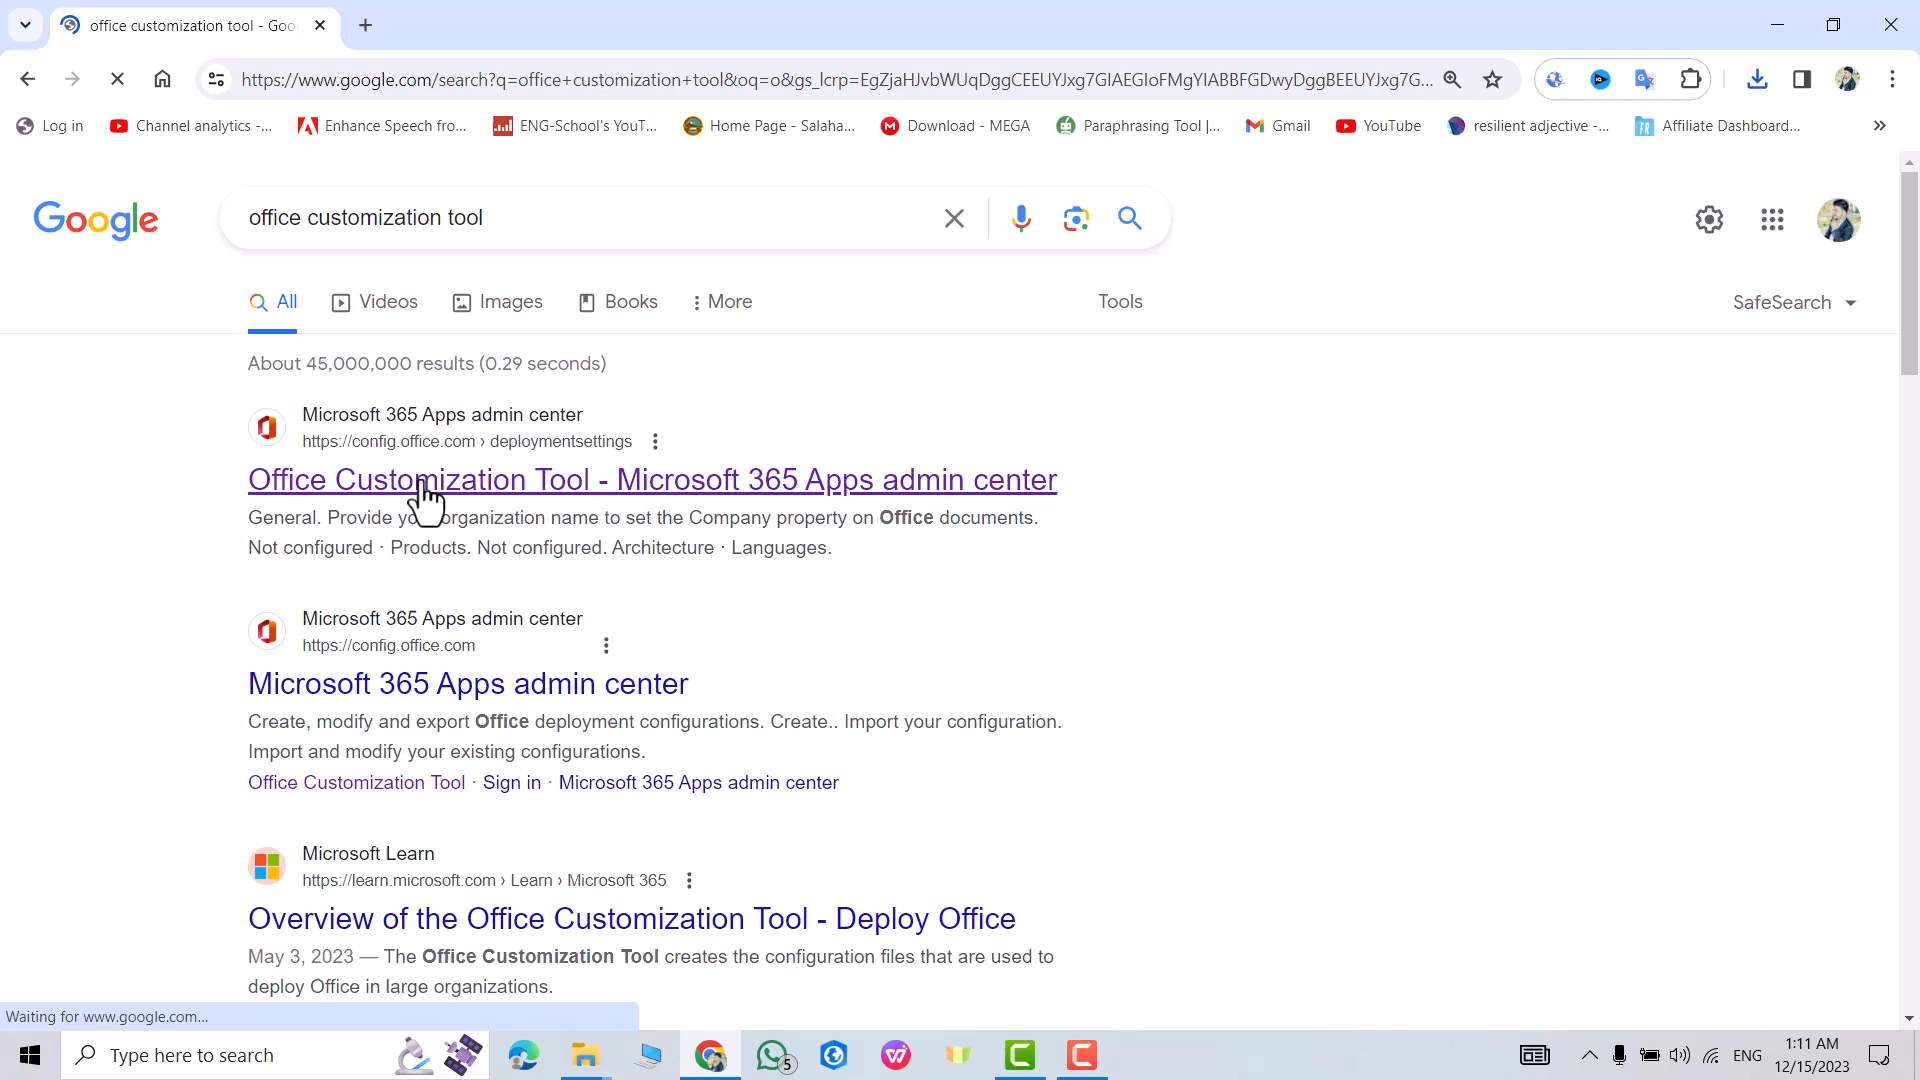 office customization tool - Goo
https://www.google.com/search?q=office+customization+tool&oq=o&gs_lcrp=EgZjaHJvbWUqDggCEEUYJxg7GIAEGIoFMgYIABBFGDwyDggBEEUYJxg7G...
Log in
Channel analytics -...
Enhance Speech fro...
ENG-School's YouT...
Home Page - Salaha...
Download - MEGA
Paraphrasing Tool |...
Gmail
YouTube
resilient adjective -...
Affiliate Dashboard...
Google
office customization tool
All
Videos
Images
Books
More
Tools
SafeSearch
About 45,000,000 results (0.29 seconds)
Microsoft 365 Apps admin center
https://config.office.com › deploymentsettings
Office Customization Tool - Microsoft 365 Apps admin center
General. Provide organization name to set the Company property on Office documents.
Not configured · Products. Not configured. Architecture · Languages.
Microsoft 365 Apps admin center
https://config.office.com
Microsoft 365 Apps admin center
Create, modify and export Office deployment configurations. Create.. Import your configuration.
Import and modify your existing configurations.
Office Customization Tool · Sign in · Microsoft 365 Apps admin center
Microsoft Learn
https://learn.microsoft.com › Learn › Microsoft 365
Overview of the Office Customization Tool - Deploy Office
May 3, 2023 — The Office Customization Tool creates the configuration files that are used to
deploy Office in large organizations.
Waiting for www.google.com...
Type here to search
5
ENG
1:11 AM
12/15/2023